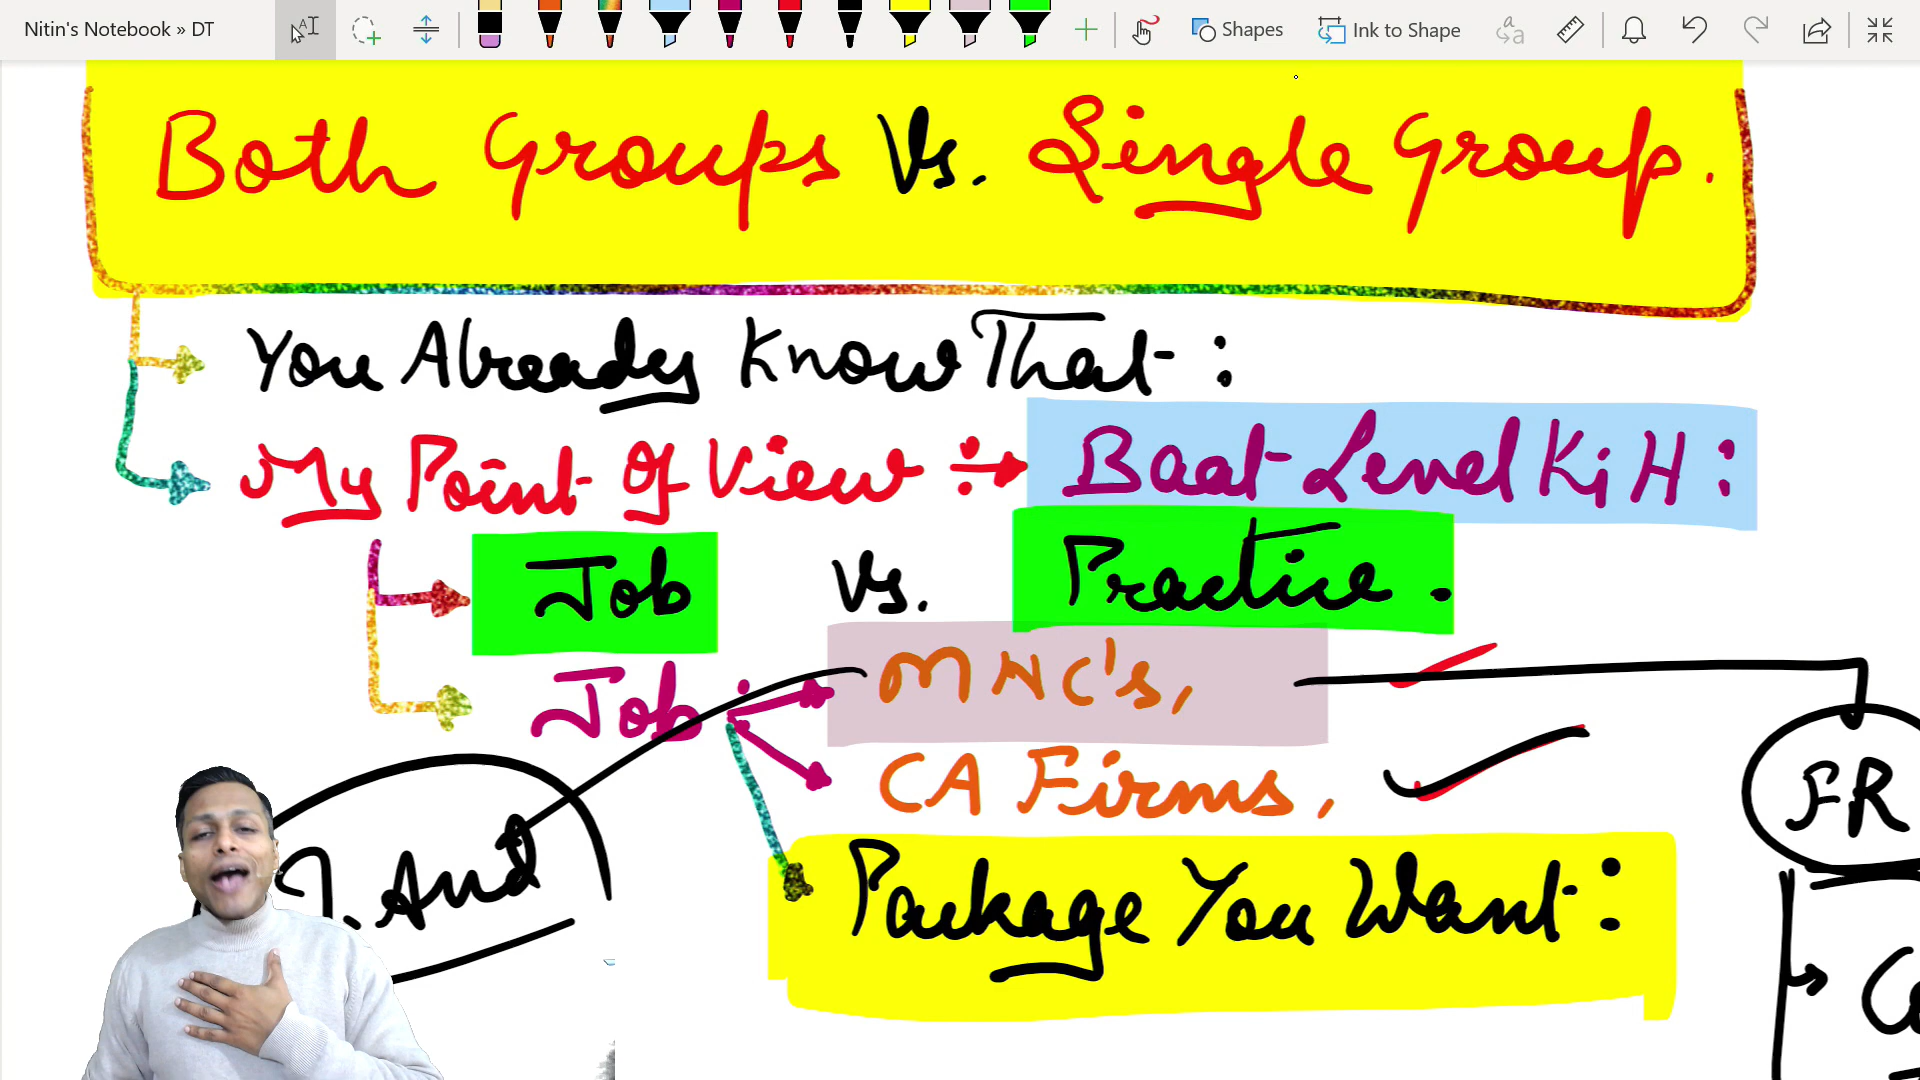 Nitin's Notebook » DT
Shapes
Ink to Shape
Both Groups Vs. Single Group.
You Already Know That :
My Point Of View ÷→ Baat Level Ki H :
Job Vs. Practice.
Job : MNC's,
CA Firms,
FR
And
Package You Want :